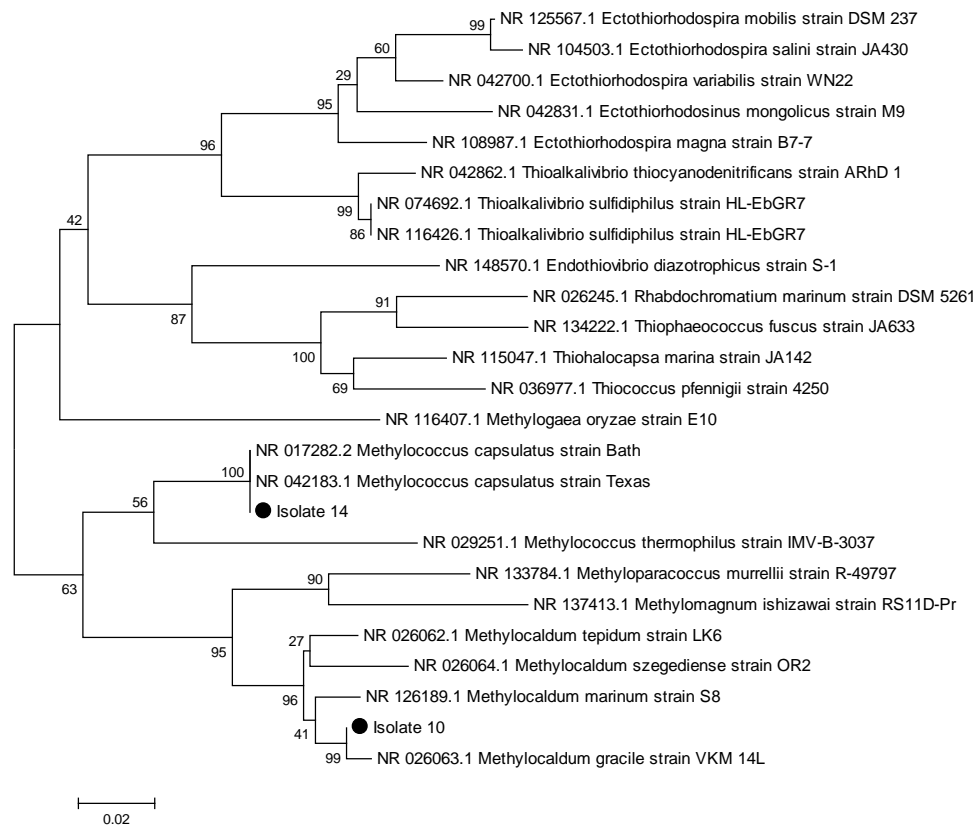 NR 125567.1 Ectothiorhodospira mobilis strain DSM 237
99
NR 104503.1 Ectothiorhodospira salini strain JA430
60
NR 042700.1 Ectothiorhodospira variabilis strain WN22
29
NR 042831.1 Ectothiorhodosinus mongolicus strain M9
95
NR 108987.1 Ectothiorhodospira magna strain B7-7
96
NR 042862.1 Thioalkalivibrio thiocyanodenitrificans strain ARhD 1
NR 074692.1 Thioalkalivibrio sulfidiphilus strain HL-EbGR7
99
42
86
NR 116426.1 Thioalkalivibrio sulfidiphilus strain HL-EbGR7
NR 148570.1 Endothiovibrio diazotrophicus strain S-1
NR 026245.1 Rhabdochromatium marinum strain DSM 5261
91
87
NR 134222.1 Thiophaeococcus fuscus strain JA633
100
NR 115047.1 Thiohalocapsa marina strain JA142
69
NR 036977.1 Thiococcus pfennigii strain 4250
NR 116407.1 Methylogaea oryzae strain E10
NR 017282.2 Methylococcus capsulatus strain Bath
100
NR 042183.1 Methylococcus capsulatus strain Texas
56
Isolate 14
NR 029251.1 Methylococcus thermophilus strain IMV-B-3037
63
NR 133784.1 Methyloparacoccus murrellii strain R-49797
90
NR 137413.1 Methylomagnum ishizawai strain RS11D-Pr
95
NR 026062.1 Methylocaldum tepidum strain LK6
27
NR 026064.1 Methylocaldum szegediense strain OR2
96
NR 126189.1 Methylocaldum marinum strain S8
41
Isolate 10
99
NR 026063.1 Methylocaldum gracile strain VKM 14L
0.02